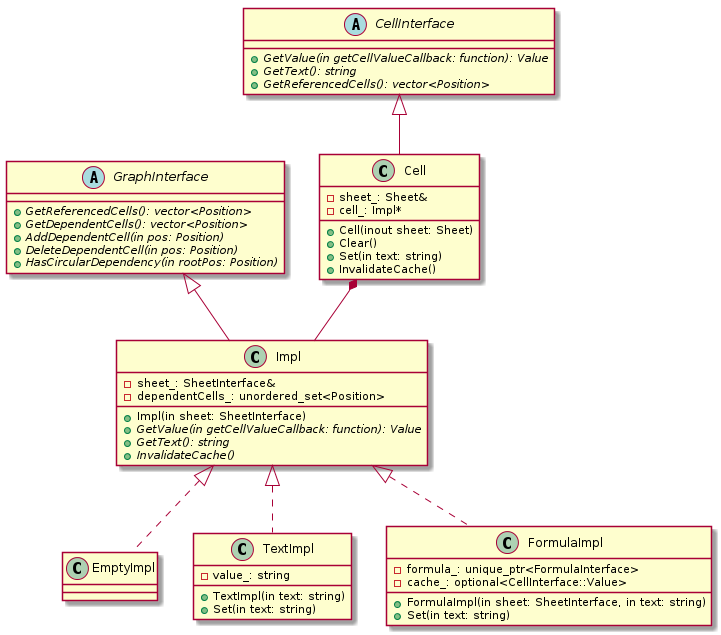 A CellInterface
GetValue(in getCellValueCallback: function): Value
GetText(): string
GetReferencedCells(): vector<Position>
A GraphInterface
GetReferencedCells(): vector<Position>
GetDependentCells(): vector<Position>
AddDependentCell(in pos: Position)
DeleteDependentCell(in pos: Position)
HasCircularDependency(in rootPos: Position)
C Cell
sheet_: Sheet&
cell_: Impl*
Cell(inout sheet: Sheet)
Clear()
Set(in text: string)
InvalidateCache()
C Impl
sheet_: SheetInterface&
dependentCells_: unordered_set<Position>
Impl(in sheet: SheetInterface)
GetValue(in getCellValueCallback: function): Value
GetText(): string
InvalidateCache()
C EmptyImpl
C TextImpl
value_: string
TextImpl(in text: string)
Set(in text: string)
C FormulaImpl
formula_: unique_ptr<FormulaInterface>
cache_: optional<CellInterface::Value>
FormulaImpl(in sheet: SheetInterface, in text: string)
Set(in text: string)